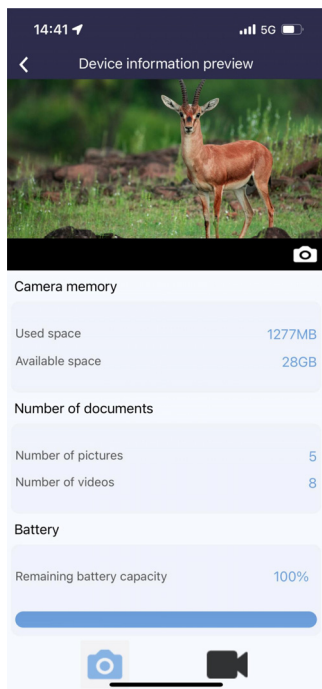 14:41 5G
Device information preview
Camera memory
Used space 1277MB
Available space 28GB
Number of documents
Number of pictures 5
Number of videos 8
Battery
Remaining battery capacity 100%